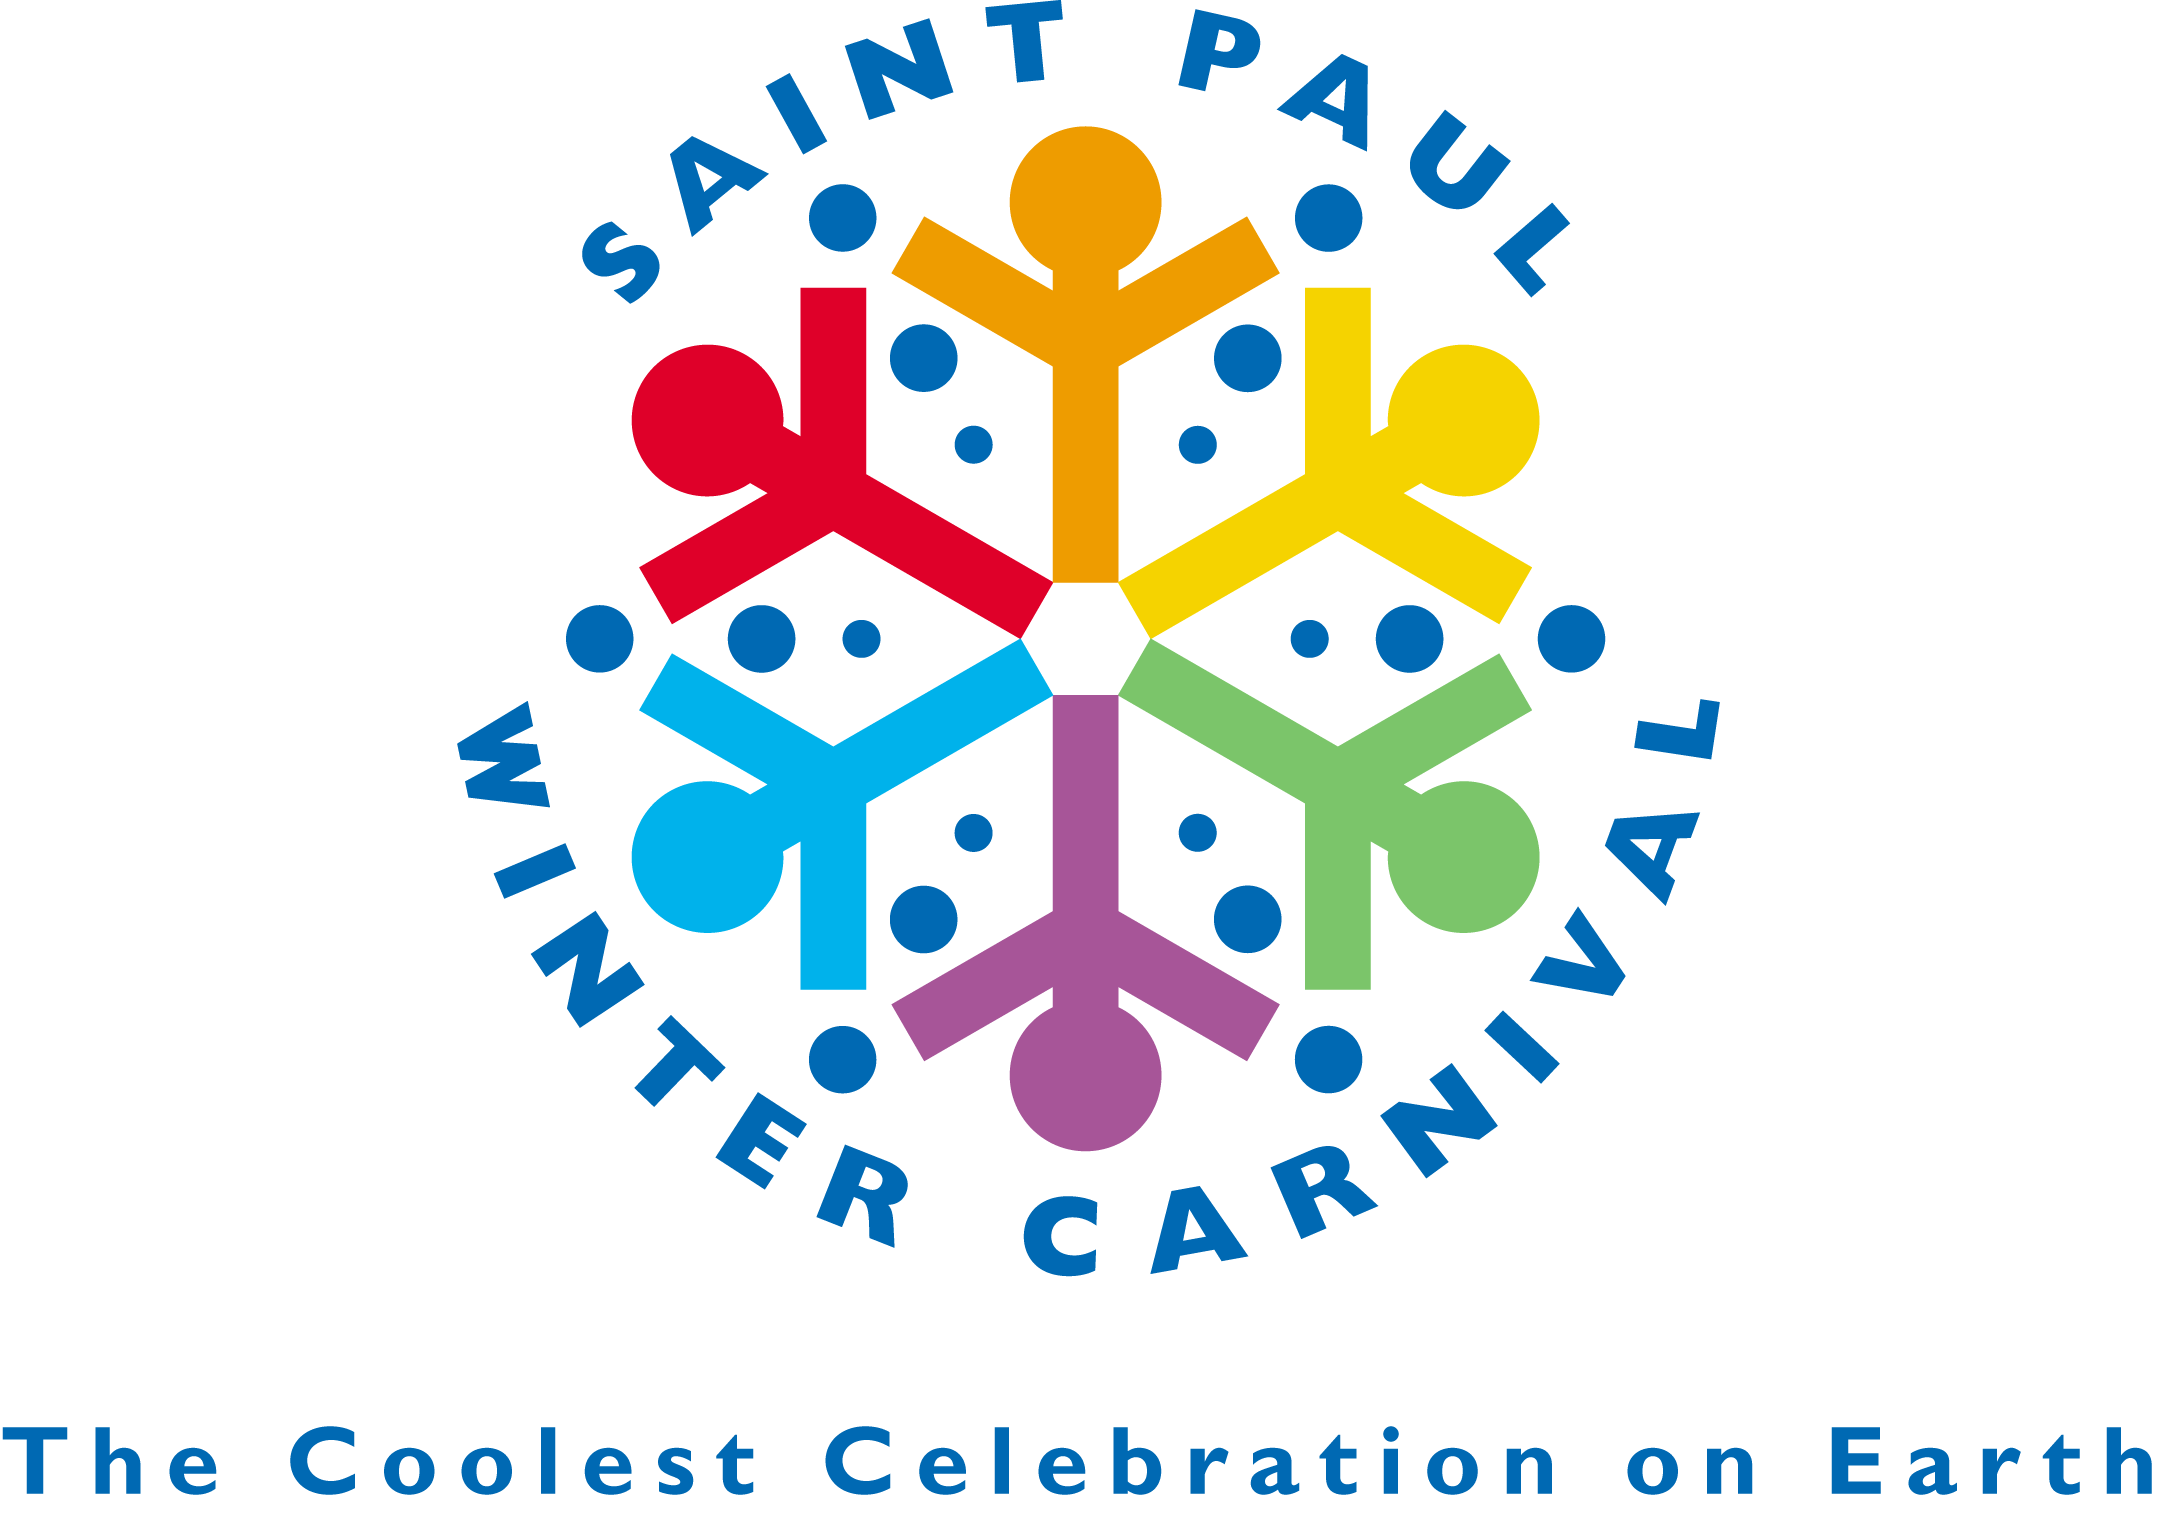 SAINT PAUL
WINTER CARNIVAL
The Coolest Celebration on Earth